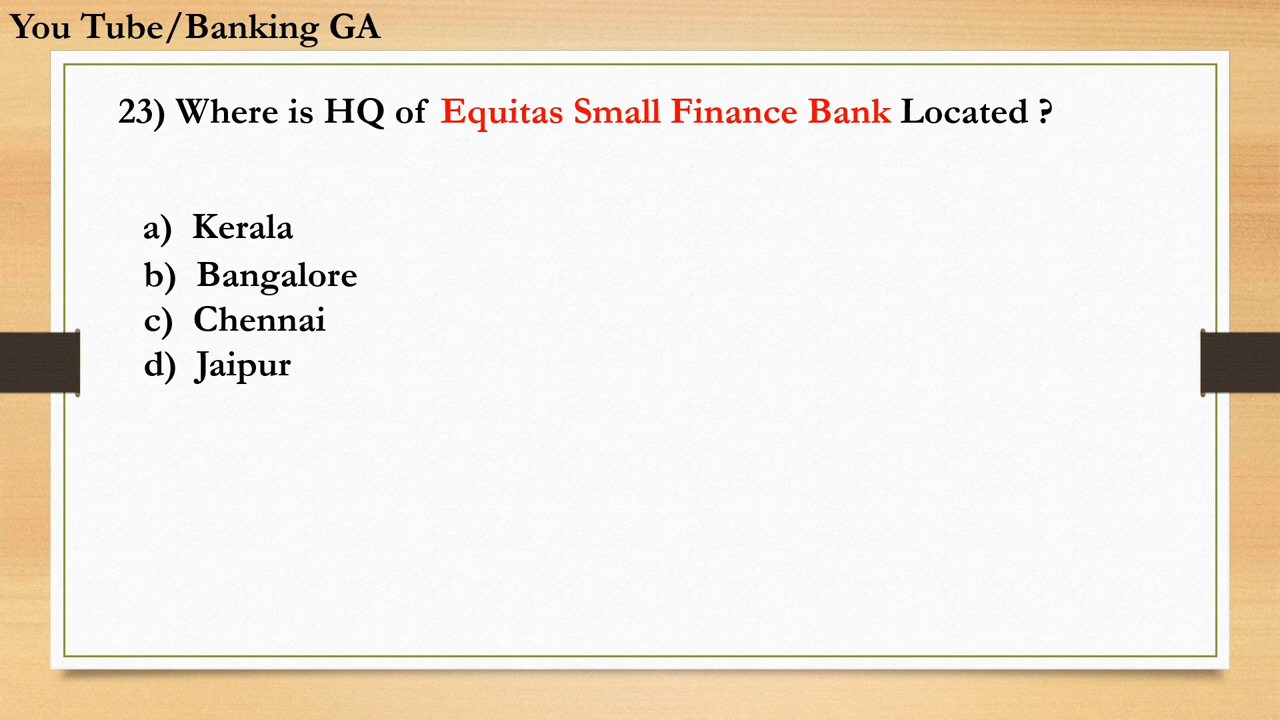 You Tube/Banking GA
23) Where is HQ of Equitas Small Finance Bank Located ?
a) Kerala
b) Bangalore
c) Chennai
d) Jaipur